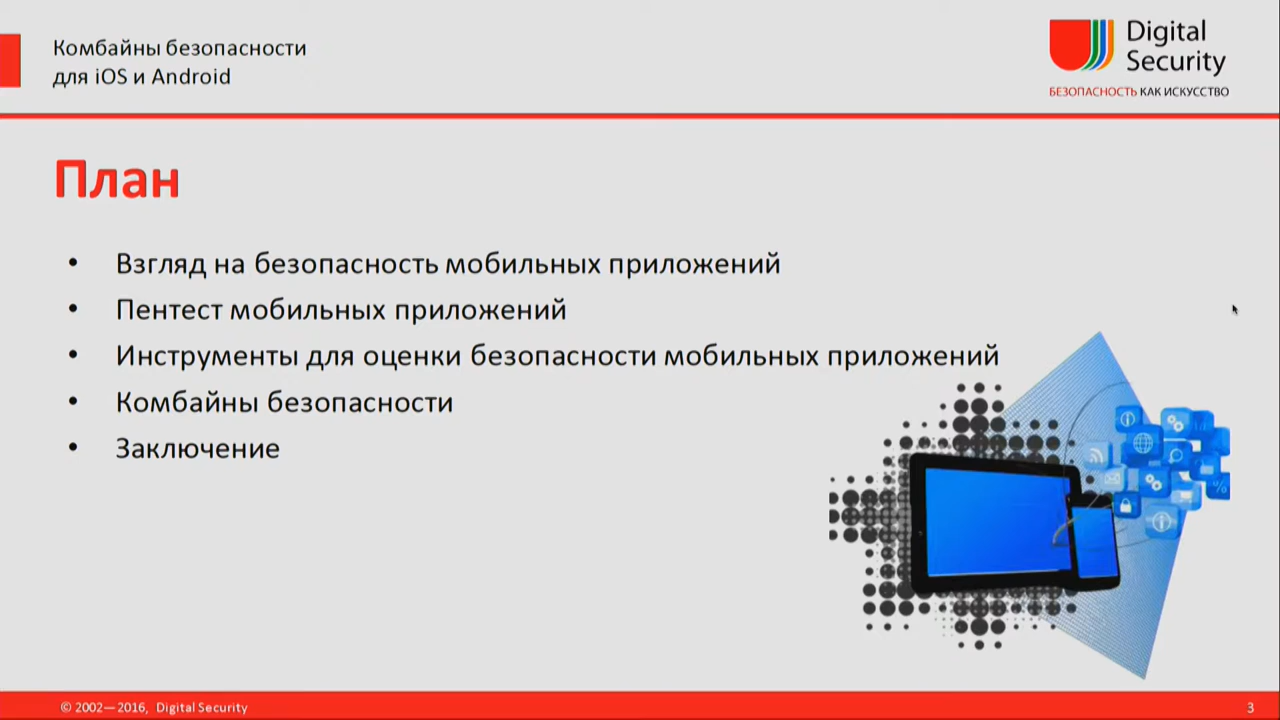 Комбайны безопасности
для iOS и Android
Digital
Security
БЕЗОПАСНОСТЬ КАК ИСКУССТВО
План
• Взгляд на безопасность мобильных приложений
• Пентест мобильных приложений
• Инструменты для оценки безопасности мобильных приложений
• Комбайны безопасности
• Заключение
%
© 2002—2016, Digital Security
3